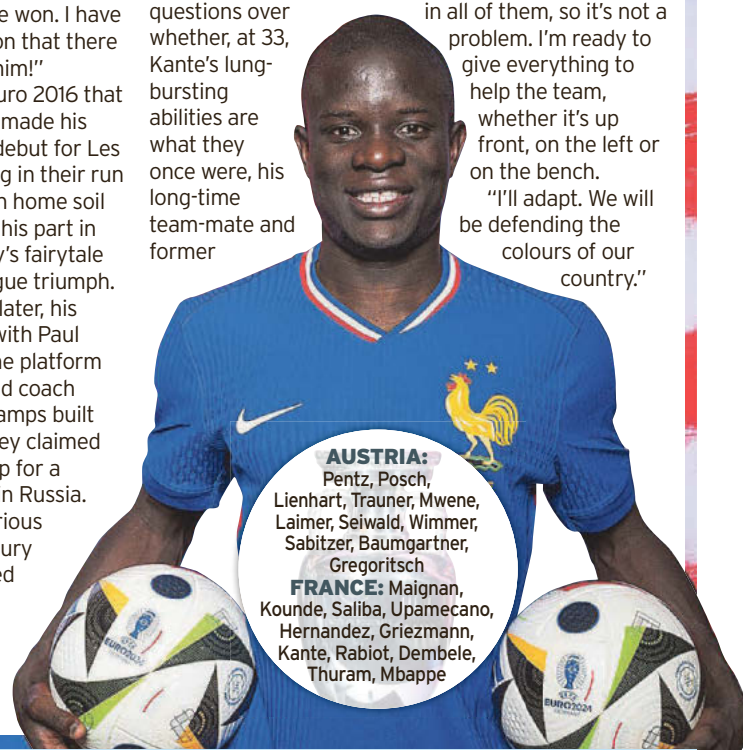 e won. I have
on that there
him!"
uro 2016 that
made his
debut for Les
g in their run
n home soil
his part in
y's fairytale
gue triumph.
later, his
with Paul
ne platform
d coach
amps built
ey claimed
p for a
in Russia.
rious
ury
ed
questions over
whether, at 33,
Kante's lung-
bursting
abilities are
what they
once were, his
long-time
team-mate and
former
in all of them, so it's not a
problem. I'm ready to
give everything to
help the team,
whether it's up
front, on the left or
on the bench.
"I'll adapt. We will
be defending the
colours of our
country."
AUSTRIA:
Pentz, Posch,
Lienhart, Trauner, Mwene,
Laimer, Seiwald, Wimmer,
Sabitzer, Baumgartner,
Gregoritsch
FRANCE: Maignan,
Kounde, Saliba, Upamecano,
Hernandez, Griezmann,
Kante, Rabiot, Dembele,
Thuram, Mbappe
EURO2024
EURO2024
GERMANY